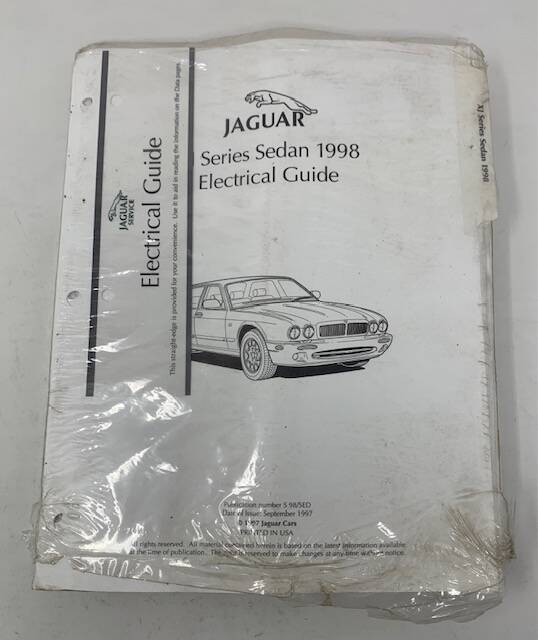 JAGUAR
Series Sedan 1998
Electrical Guide
Publication number S 98/SED
Date of Issue: September 1997
© 1997 Jaguar Cars
PRINTED IN USA
All rights reserved. All material contained herein is based on the latest information available
at the time of publication. The right is reserved to make changes at any time without notice.
JAGUAR
SERVICE
Electrical Guide
This straight-edge is provided for your convenience. Use it to aid in reading the information on the Data pages.
XJ Series Sedan 1998